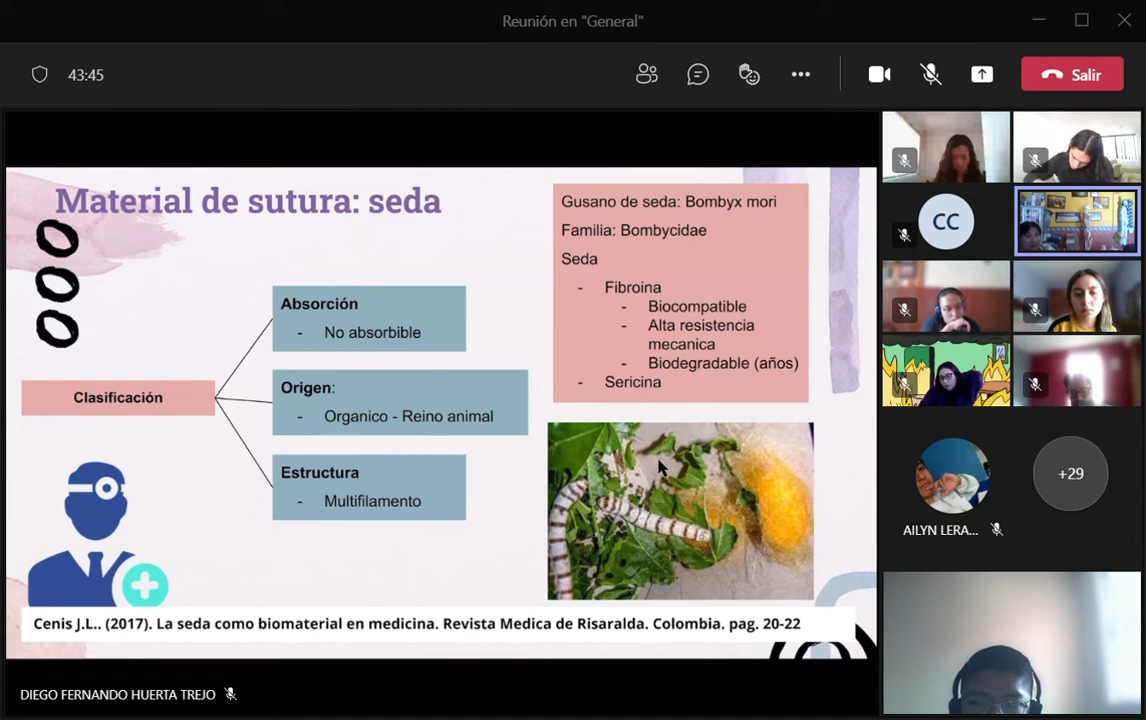 Reunión en "General"
43:45
Salir
Material de sutura: seda
Clasificación
Absorción
- No absorbible
Origen:
- Organico - Reino animal
Estructura
- Multifilamento
Gusano de seda: Bombyx mori
Familia: Bombycidae
Seda
- Fibroina
- Biocompatible
- Alta resistencia
mecanica
- Biodegradable (años)
- Sericina
Cenis J.L.. (2017). La seda como biomaterial en medicina. Revista Medica de Risaralda. Colombia. pag. 20-22
CC
+29
AILYN LERA...
DIEGO FERNANDO HUERTA TREJO